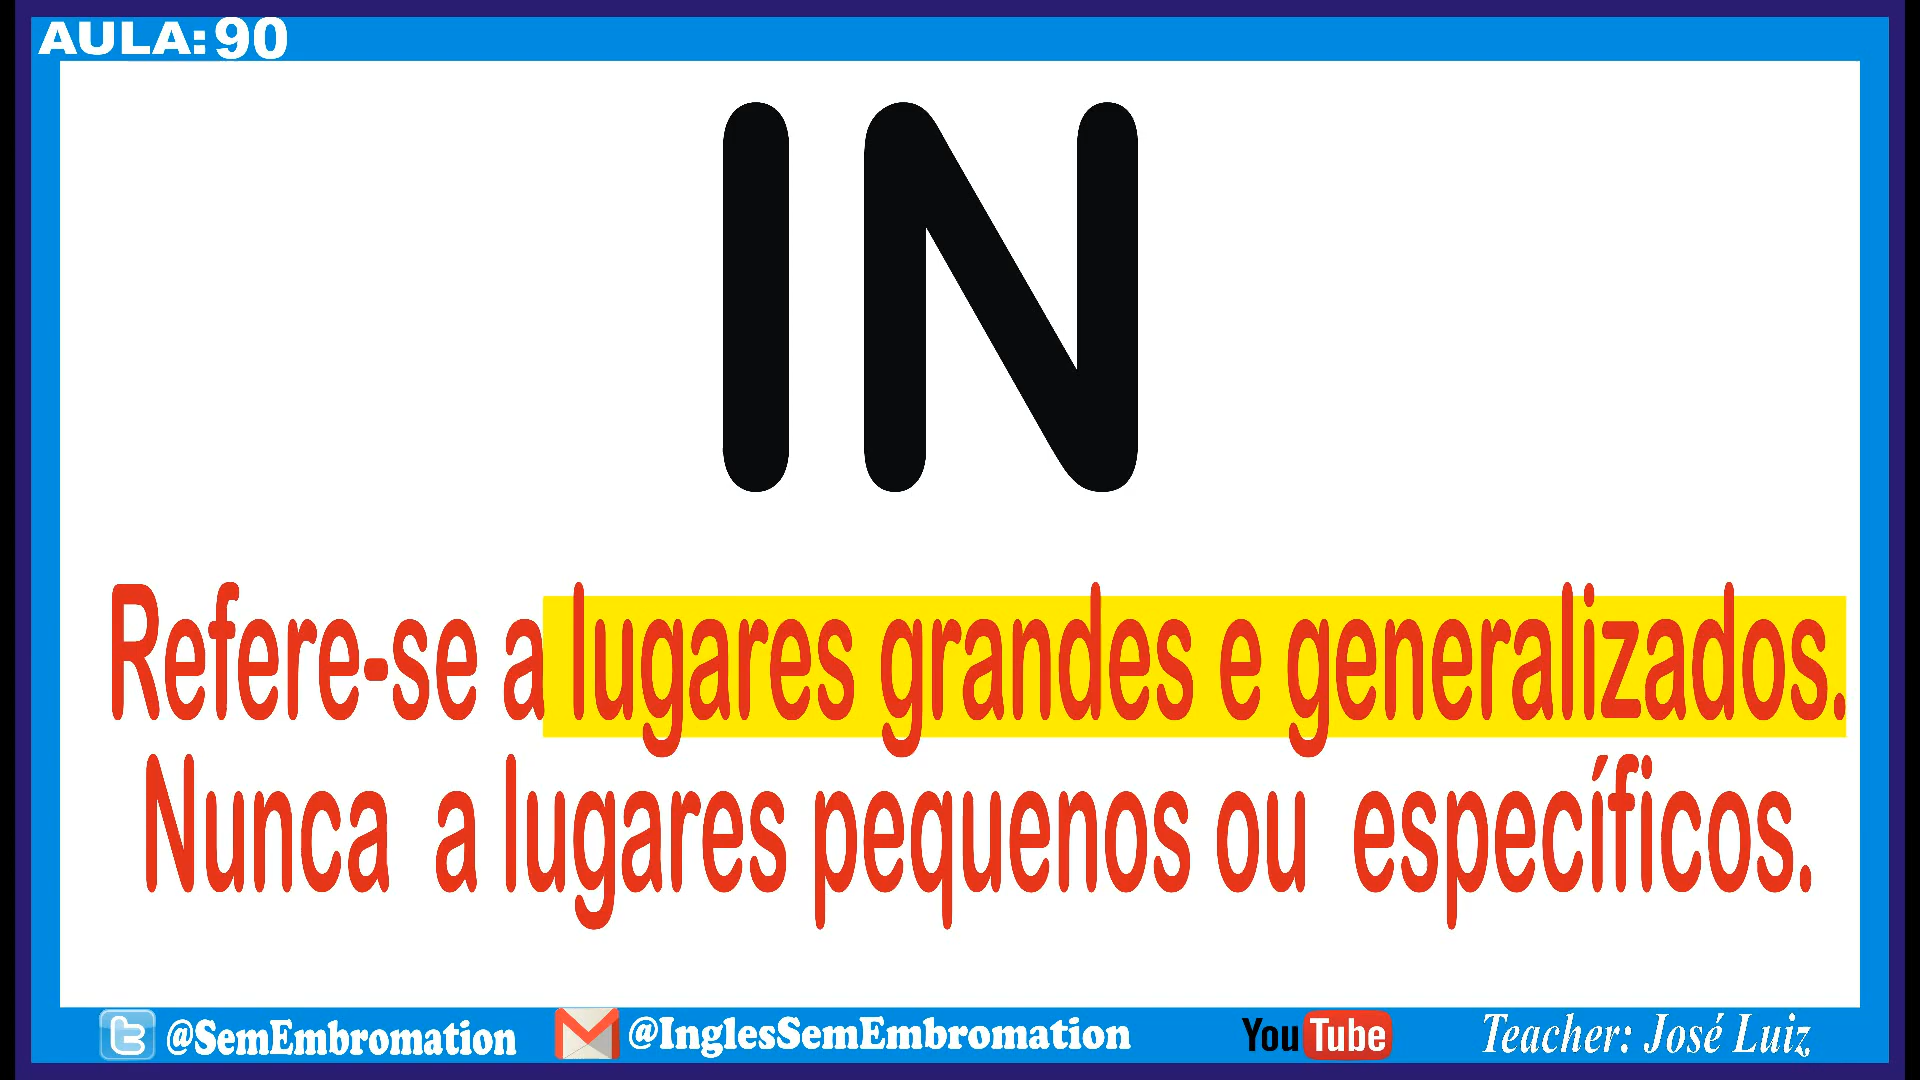 AULA:90
IN
Refere-se a lugares grandes e generalizados.
Nunca a lugares pequenos ou específicos.
@SemEmbromation @InglesSemEmbromation YouTube Teacher: José Luiz